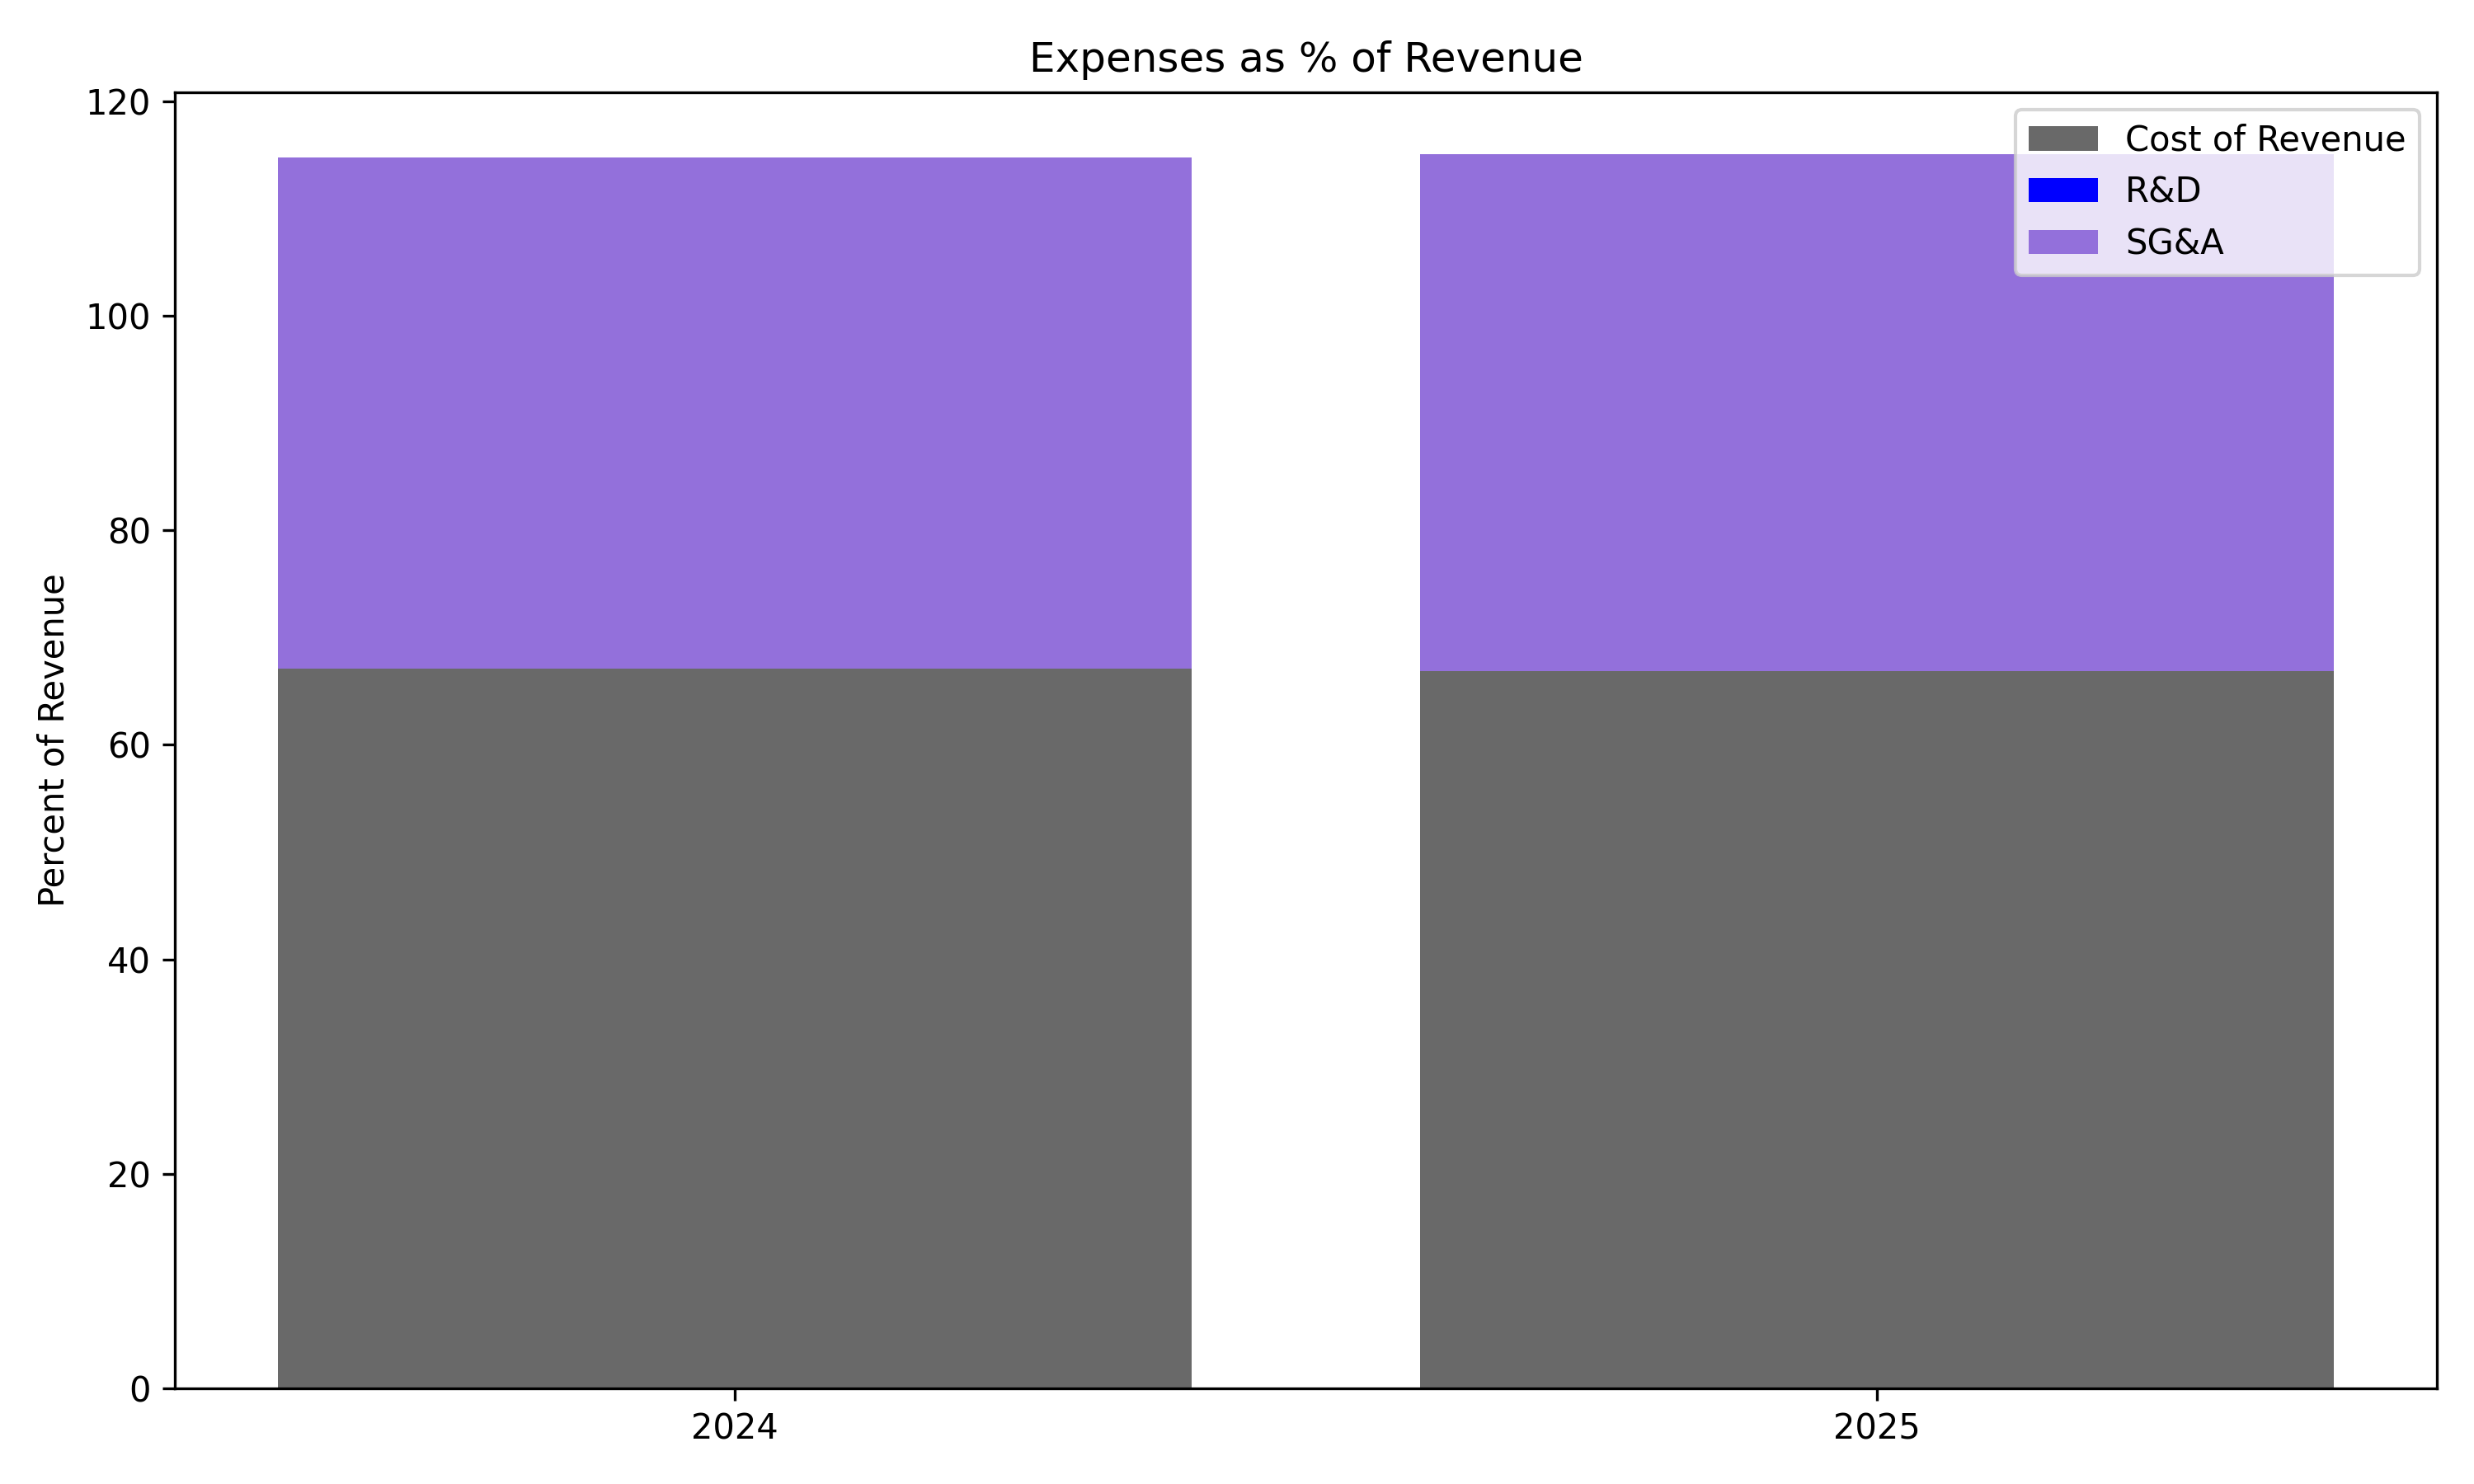 Expenses as % of Revenue
120
100
80
60
40
20
0
Percent of Revenue
Cost of Revenue
R&D
SG&A
2024
2025